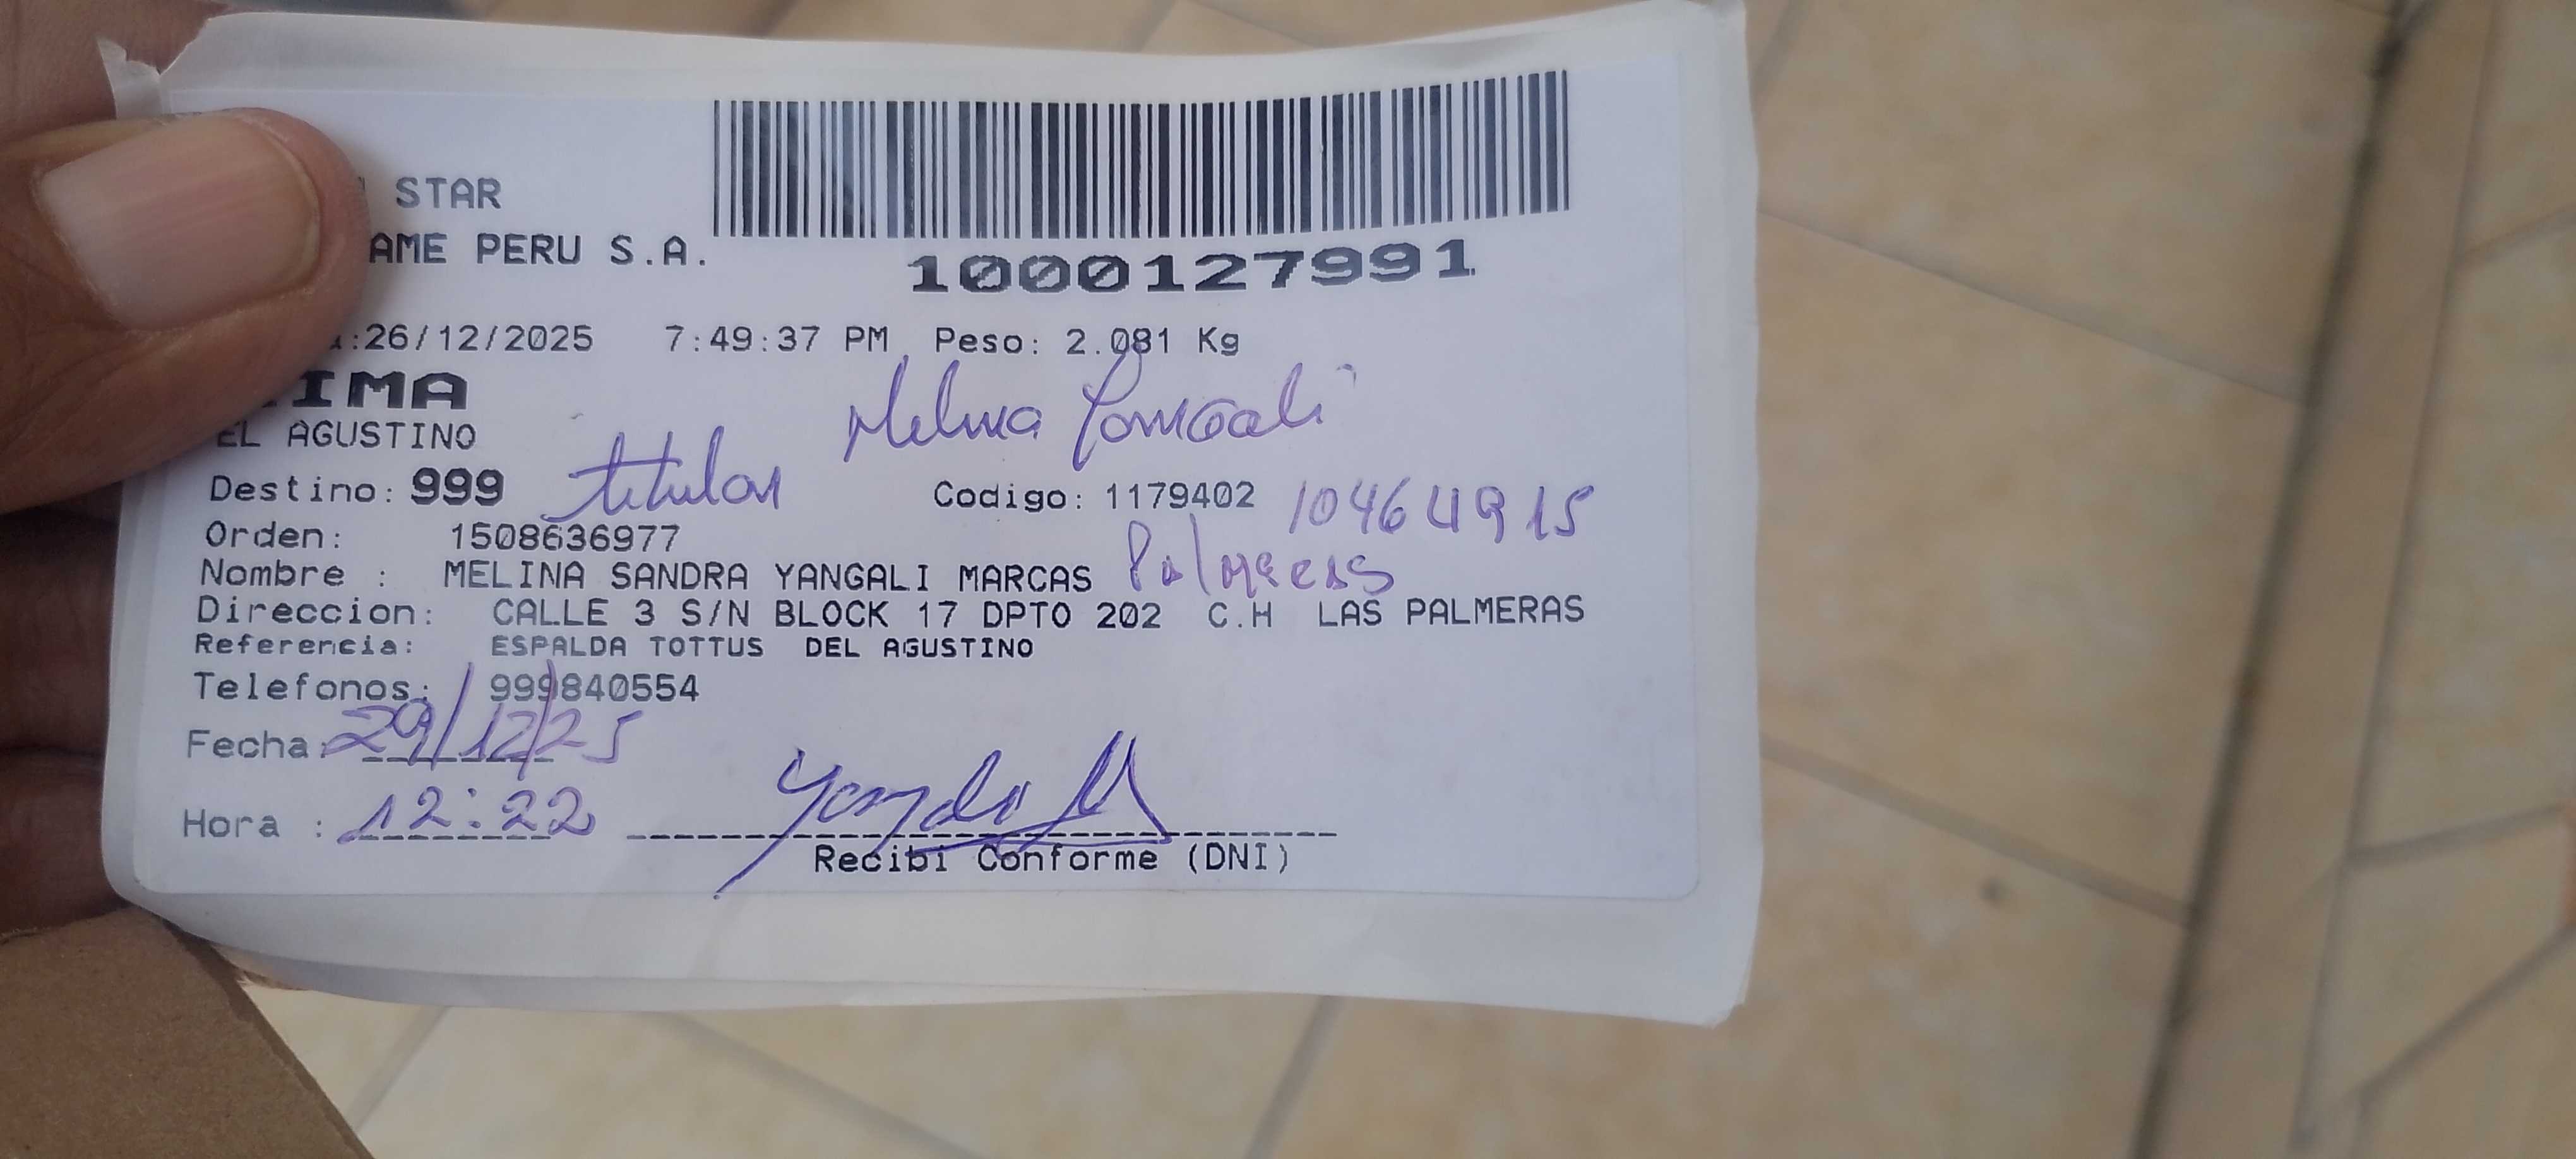 STAR
AME PERU S.A.
1000127991
:26/12/2025 7:49:37 PM Peso: 2.081 Kg
IMA
Melina Yangali
EL AGUSTINO
titular
Destino: 999 Codigo: 1179402 10464915
Orden: 1508636977
Nombre : MELINA SANDRA YANGALI MARCAS
Direccion: CALLE 3 S/N BLOCK 17 DPTO 202 C.H LAS PALMERAS
Referencia: ESPALDA TOTTUS DEL AGUSTINO
Telefonos: 999840554
Fecha: 29/12/25
Hora : 12:22
Recibi Conforme (DNI)